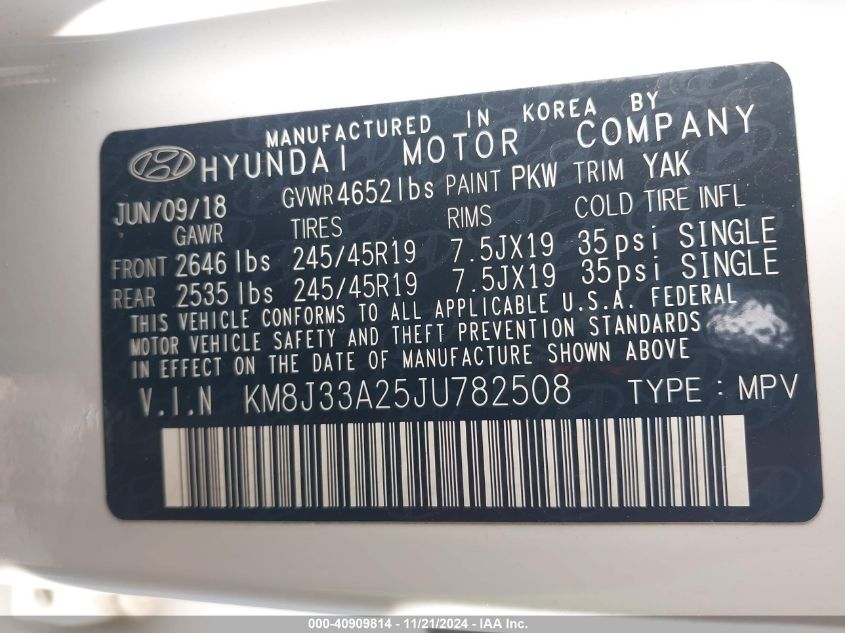 MANUFACTURED IN KOREA BY
HYUNDAI MOTOR COMPANY
JUN/09/18 GVWR 4652 lbs PAINT PKW TRIM YAK
GAWR TIRES RIMS COLD TIRE INFL
FRONT 2646 lbs 245/45R19 7.5JX19 35psi SINGLE
REAR 2535 lbs 245/45R19 7.5JX19 35psi SINGLE
THIS VEHICLE CONFORMS TO ALL APPLICABLE U.S.A. FEDERAL
MOTOR VEHICLE SAFETY AND THEFT PREVENTION STANDARDS
IN EFFECT ON THE DATE OF MANUFACTURE SHOWN ABOVE
V.I.N KM8J33A25JU782508 TYPE : MPV
000-40909814 - 11/21/2024 - IAA Inc.